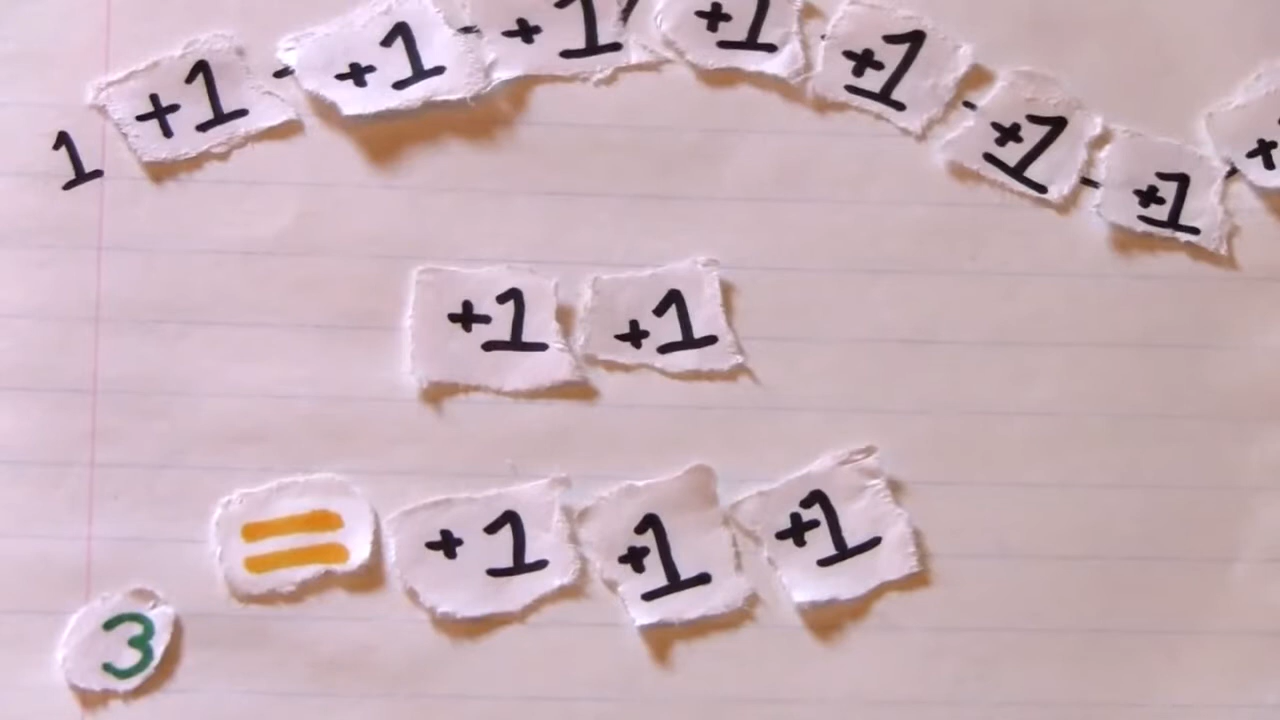 1 +1 - +1 - +1 +1 +1 - +1 - +1 - +
+1 +1
= +1 +1 +1
3